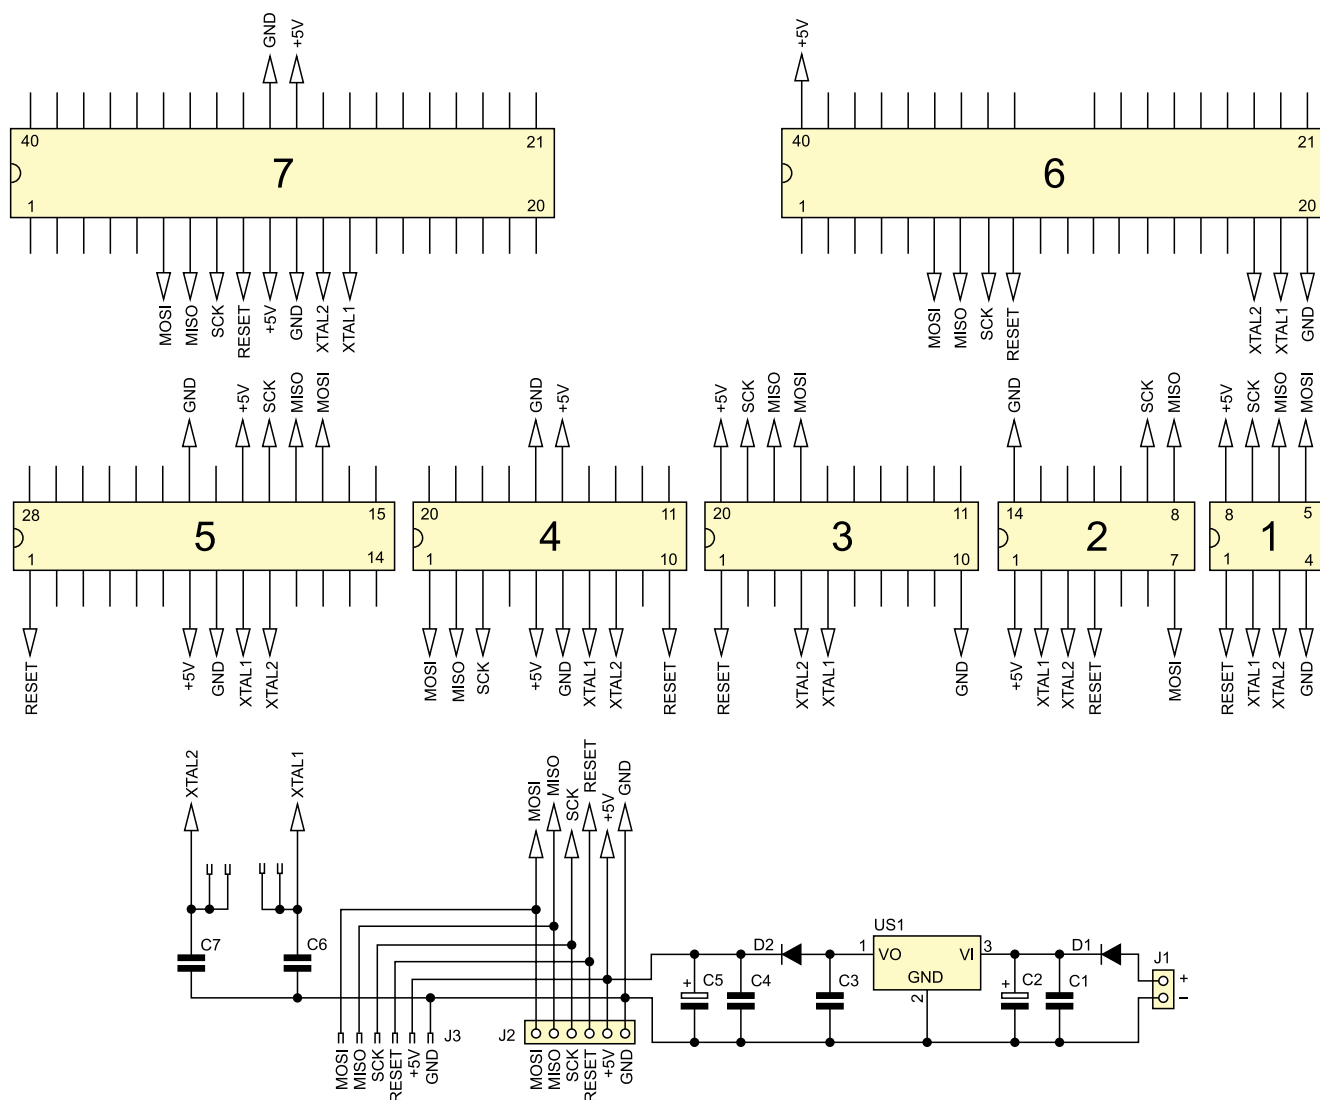 GND +5V
40 21
7
1 20
MOSI MISO SCK RESET +5V GND XTAL2 XTAL1
+5V
40 21
6
1 20
MOSI MISO SCK RESET XTAL2 XTAL1 GND
GND +5V SCK MISO MOSI
28 15
5
1 14
RESET +5V GND XTAL1 XTAL2
GND +5V
20 11
4
1 10
MOSI MISO SCK +5V GND XTAL1 XTAL2 RESET
+5V SCK MISO MOSI
20 11
3
1 10
RESET XTAL2 XTAL1 GND
GND SCK MISO
14 8
2
1 7
+5V XTAL1 XTAL2 RESET MOSI
+5V SCK MISO MOSI
8 5
1
1 4
RESET XTAL1 XTAL2 GND
XTAL2 XTAL1
C7 C6
MOSI MISO SCK RESET +5V GND
J3
MOSI MISO SCK RESET +5V GND
J2
MOSI MISO SCK RESET +5V GND
US1
D2 1 VO VI 3 D1 J1
GND
2
+ C5 C4 C3 + C2 C1
+
–